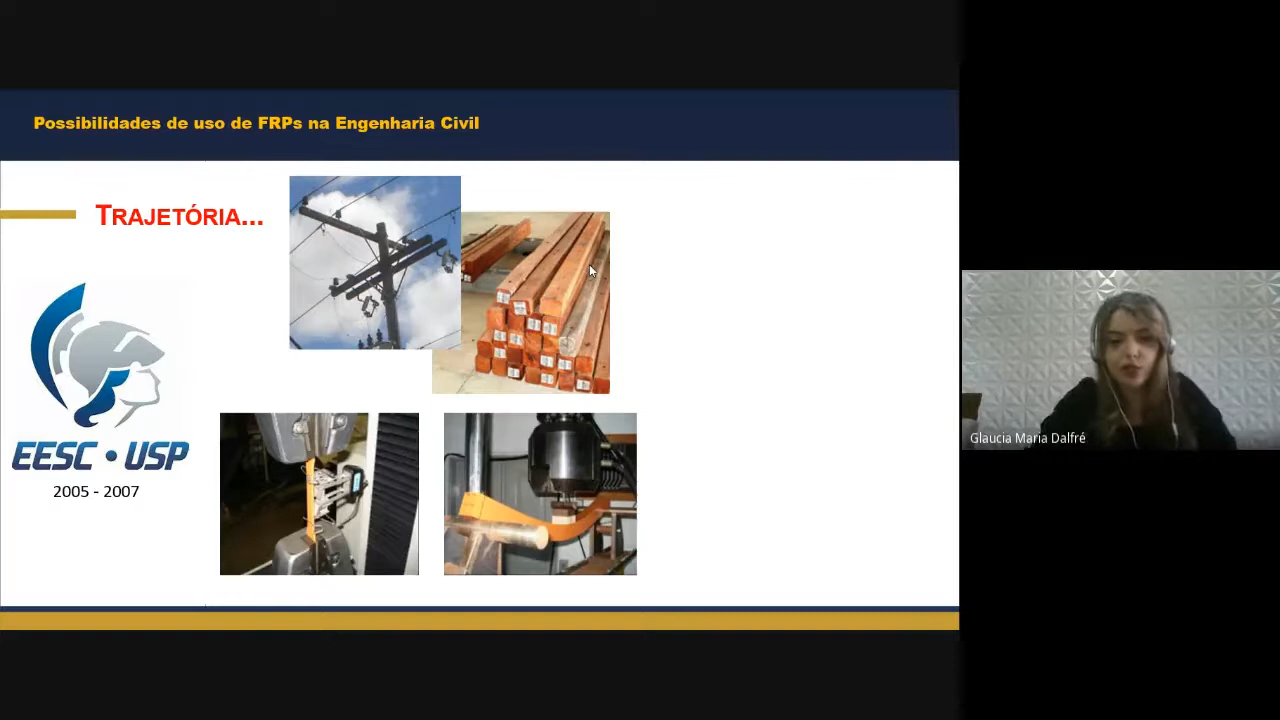 Possibilidades de uso de FRPs na Engenharia Civil
TRAJETÓRIA...
EESC • USP
2005 - 2007
Glaucia Maria Dalfré